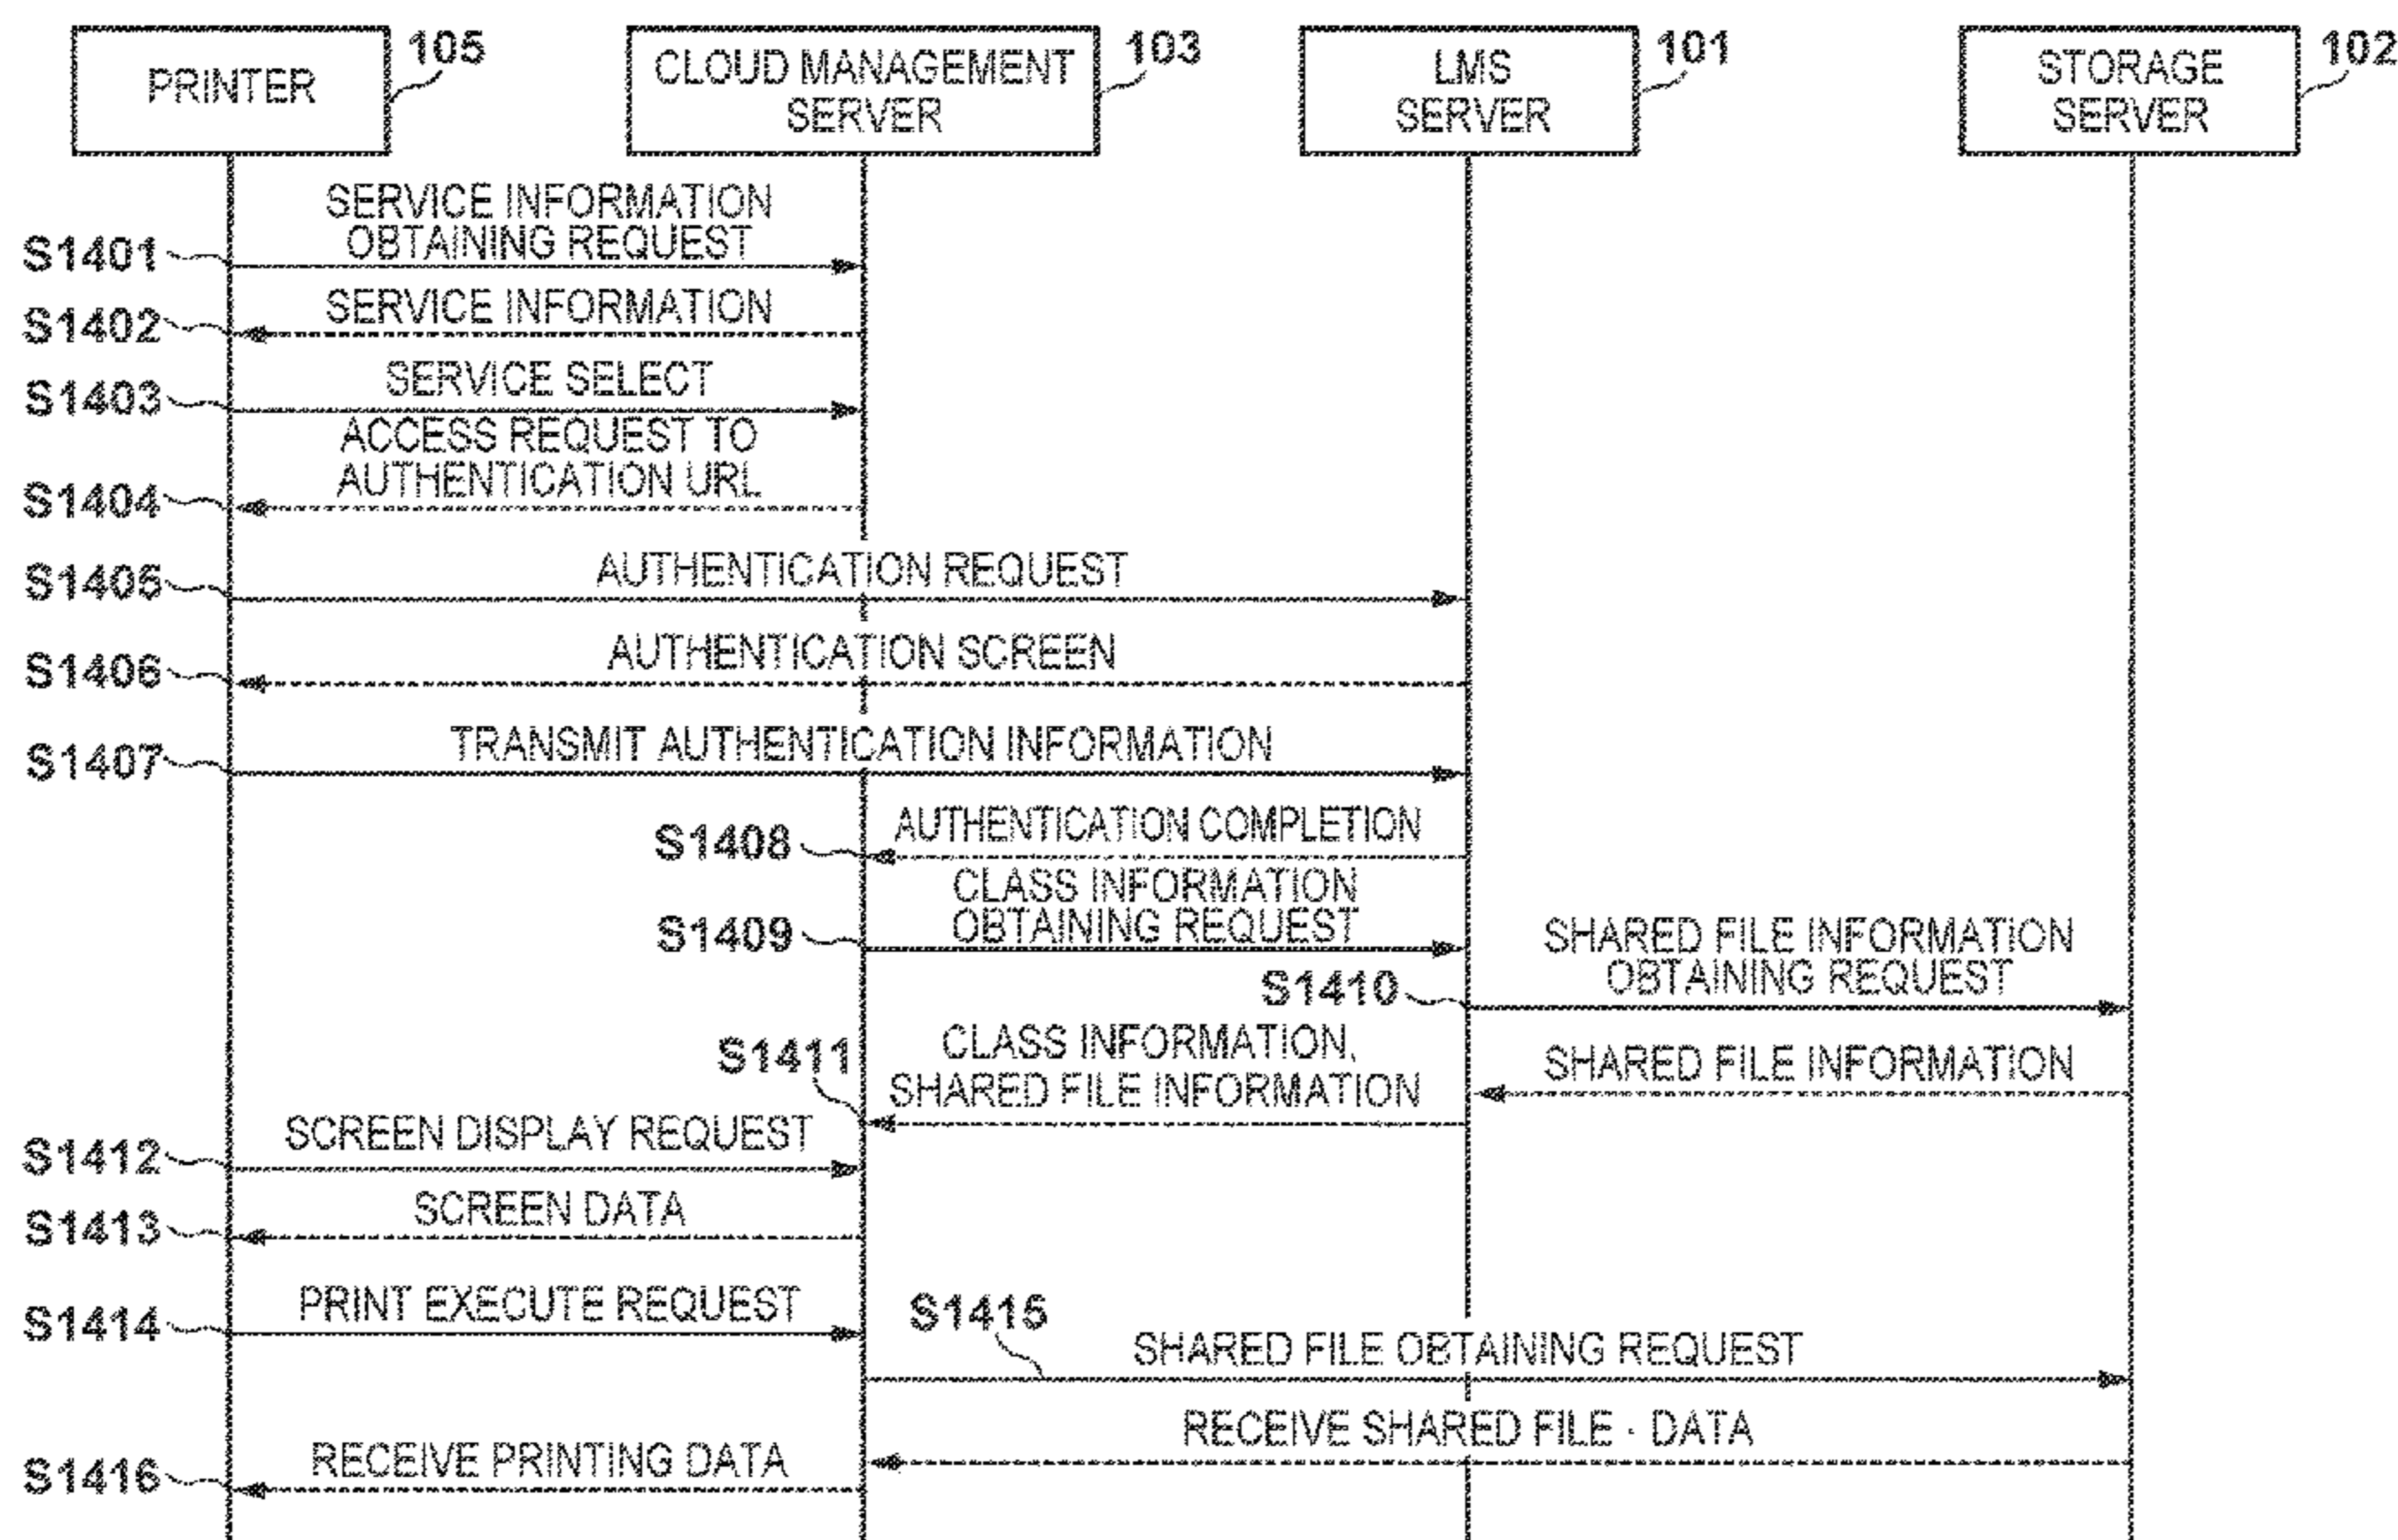 PRINTER
105
CLOUD MANAGEMENT
SERVER
103
LMS
SERVER
101
STORAGE
SERVER
102
SERVICE INFORMATION
OBTAINING REQUEST
S1401
SERVICE INFORMATION
S1402
SERVICE SELECT
S1403
ACCESS REQUEST TO
AUTHENTICATION URL
S1404
AUTHENTICATION REQUEST
S1405
AUTHENTICATION SCREEN
S1406
TRANSMIT AUTHENTICATION INFORMATION
S1407
AUTHENTICATION COMPLETION
S1408
CLASS INFORMATION
OBTAINING REQUEST
S1409
SHARED FILE INFORMATION
OBTAINING REQUEST
S1410
CLASS INFORMATION,
SHARED FILE INFORMATION
S1411
SHARED FILE INFORMATION
SCREEN DISPLAY REQUEST
S1412
SCREEN DATA
S1413
PRINT EXECUTE REQUEST
S1414
S1415
SHARED FILE OBTAINING REQUEST
RECEIVE SHARED FILE · DATA
RECEIVE PRINTING DATA
S1416